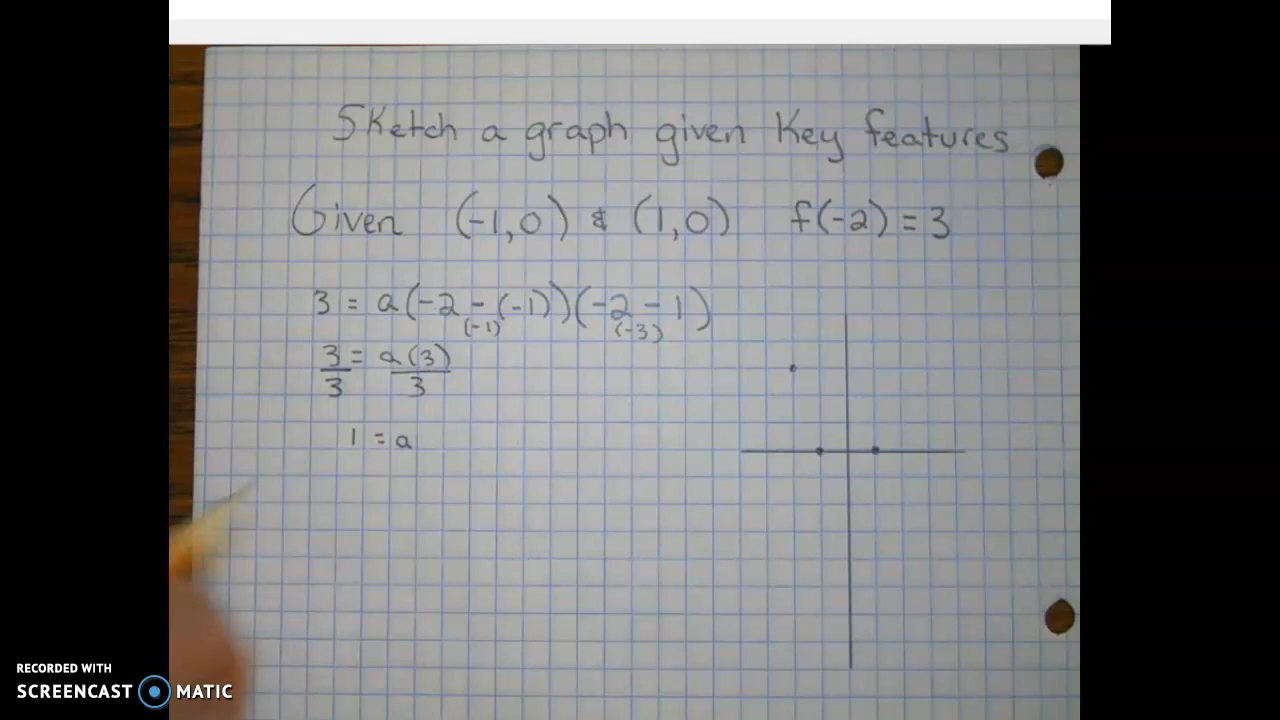 Sketch a graph given Key features
Given (-1,0) & (1,0) f(-2) = 3
3 = a(-2 - (-1))(-2 - 1)
(-1) (-3)
3 = a(3)
3 3
1 = a
RECORDED WITH
SCREENCAST MATIC